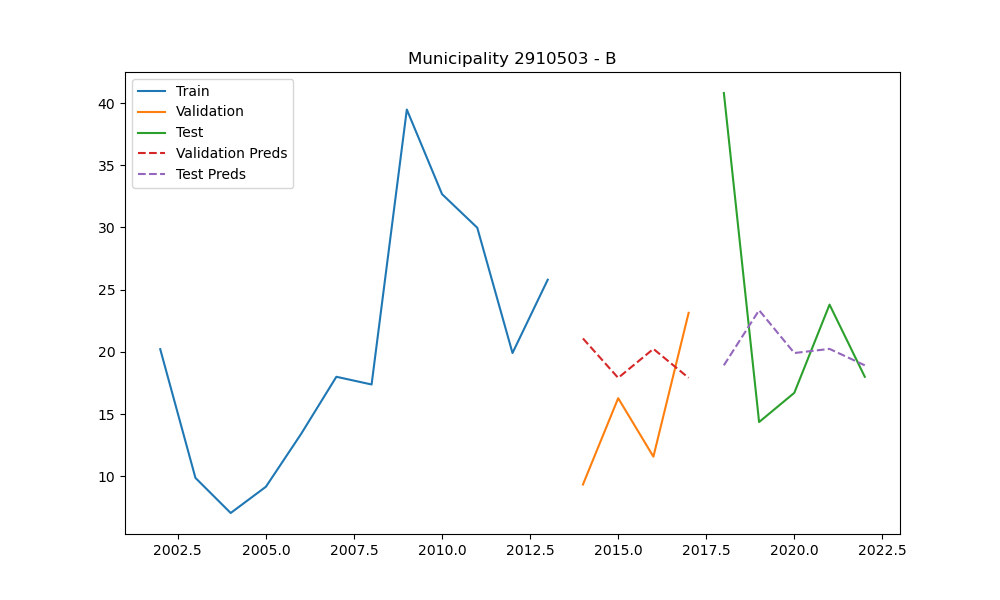 Municipality 2910503 - B
Train
Validation
Test
Validation Preds
Test Preds
40
35
30
25
20
15
10
2002.5 2005.0 2007.5 2010.0 2012.5 2015.0 2017.5 2020.0 2022.5